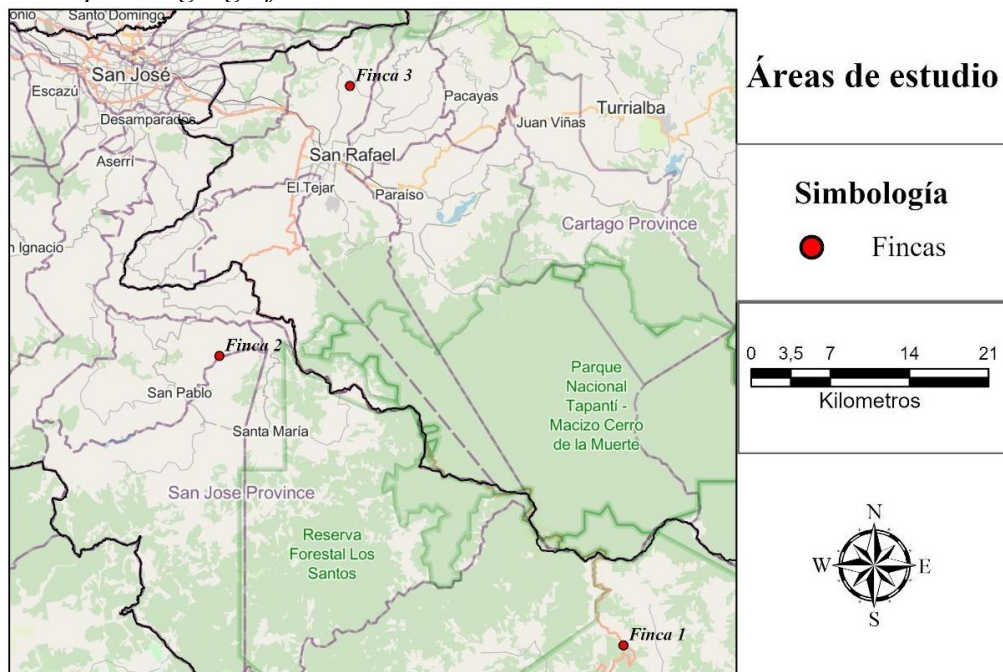 Santo Domingo
San José
Escazú
Desamparados
Aserrí
Finca 3
Pacayas
Turrialba
Juan Viñas
San Rafael
El Tejar
Paraíso
Cartago Province
n Ignacio
Finca 2
San Pablo
Santa María
San Jose Province
Parque
Nacional
Tapantí -
Macizo Cerro
de la Muerte
Reserva
Forestal Los
Santos
Finca 1
Áreas de estudio
Simbología
Fincas
0 3,5 7 14 21
Kilometros
N
W E
S